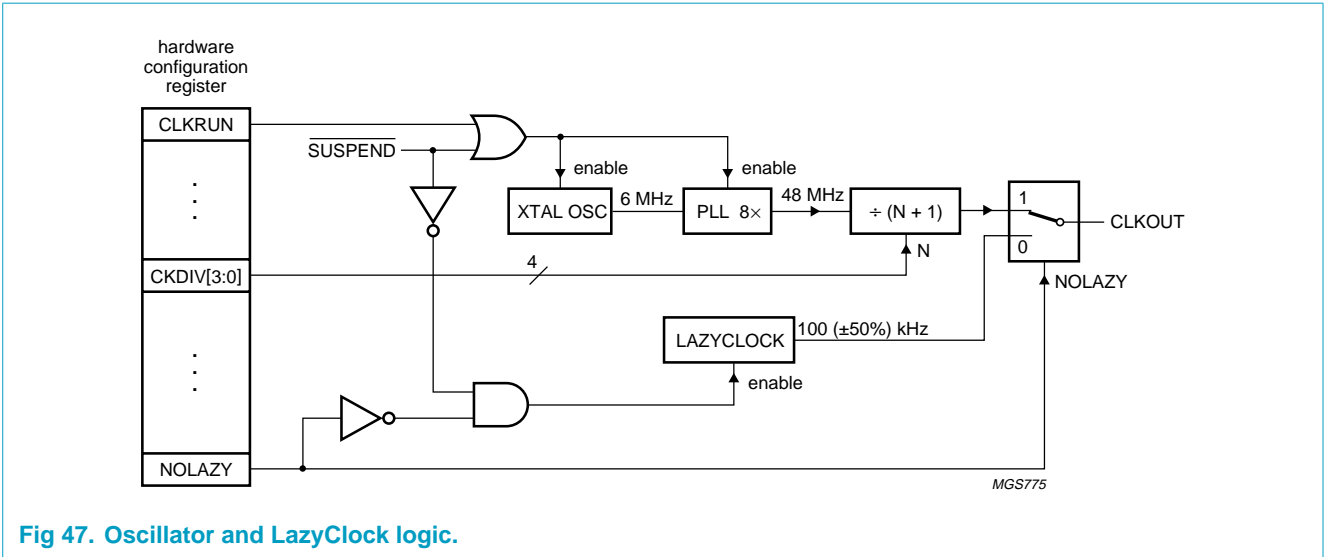 hardware
configuration
register
CLKRUN
SUSPEND
enable
enable
XTAL OSC
6 MHz
PLL 8×
48 MHz
÷ (N + 1)
1
0
CLKOUT
CKDIV[3:0]
4
N
NOLAZY
LAZYCLOCK
100 (±50%) kHz
enable
NOLAZY
MGS775
Fig 47. Oscillator and LazyClock logic.